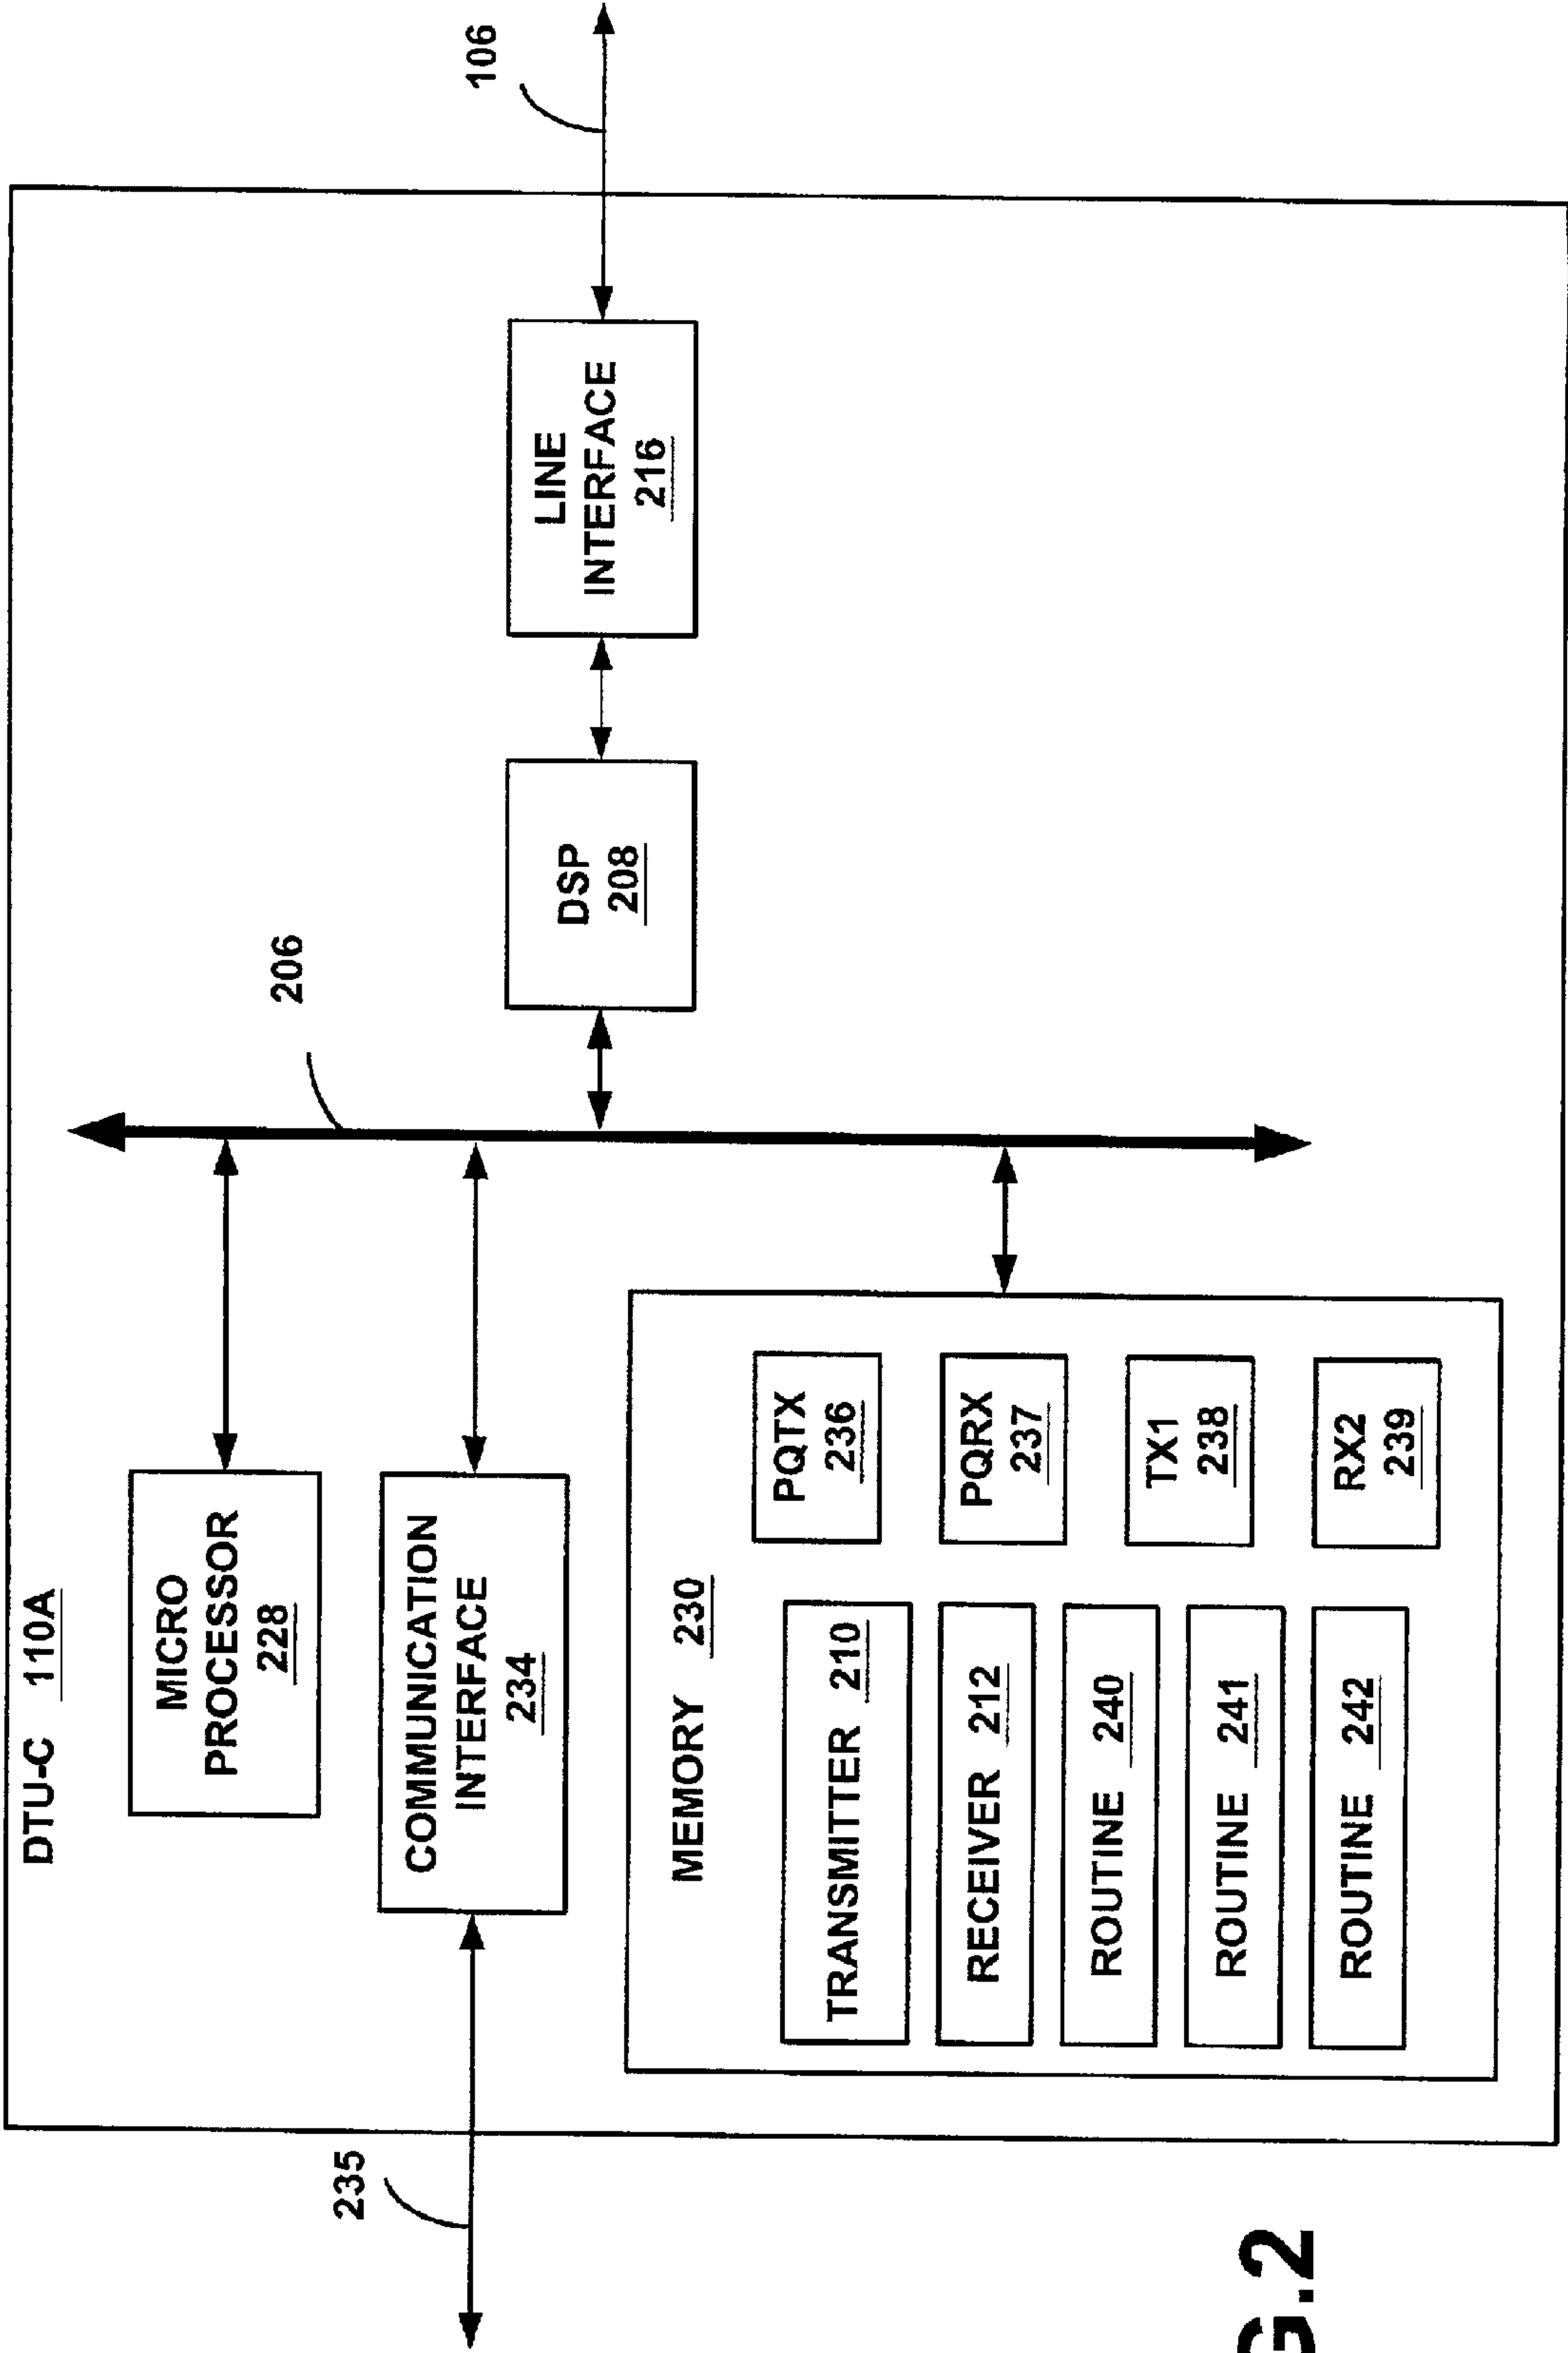 DTU-C 110A
MICRO
PROCESSOR
228
206
106
235
COMMUNICATION
INTERFACE
234
DSP
208
LINE
INTERFACE
216
MEMORY 230
TRANSMITTER 210
PQTX
236
RECEIVER 212
PQRX
237
ROUTINE 240
TX1
238
ROUTINE 241
ROUTINE 242
RX2
239
G.2